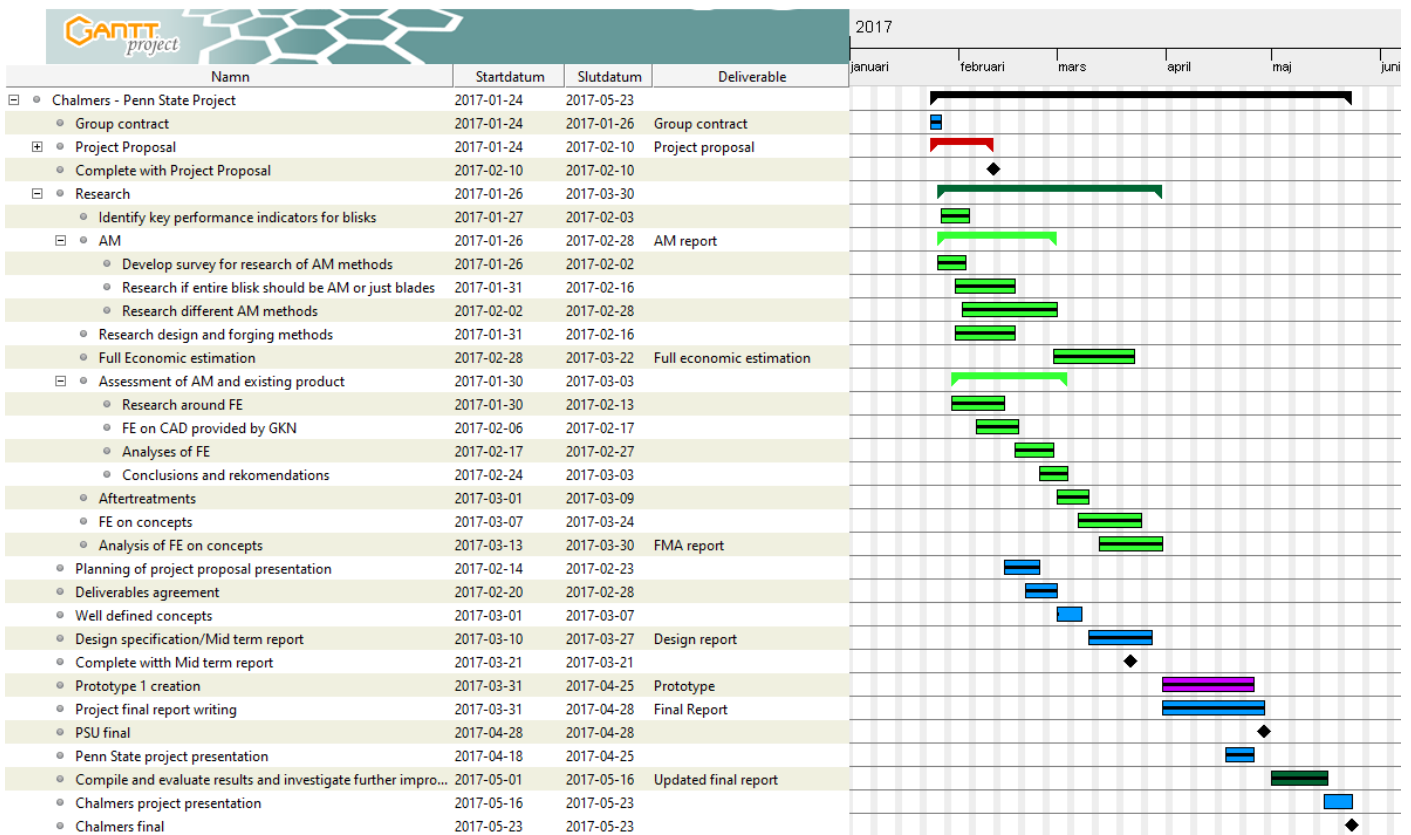 GANTT project
2017
januari februari mars april maj juni
Namn Startdatum Slutdatum Deliverable
Chalmers - Penn State Project 2017-01-24 2017-05-23
Group contract 2017-01-24 2017-01-26 Group contract
Project Proposal 2017-01-24 2017-02-10 Project proposal
Complete with Project Proposal 2017-02-10 2017-02-10
Research 2017-01-26 2017-03-30
Identify key performance indicators for blisks 2017-01-27 2017-02-03
AM 2017-01-26 2017-02-28 AM report
Develop survey for research of AM methods 2017-01-26 2017-02-02
Research if entire blisk should be AM or just blades 2017-01-31 2017-02-16
Research different AM methods 2017-02-02 2017-02-28
Research design and forging methods 2017-01-31 2017-02-16
Full Economic estimation 2017-02-28 2017-03-22 Full economic estimation
Assessment of AM and existing product 2017-01-30 2017-03-03
Research around FE 2017-01-30 2017-02-13
FE on CAD provided by GKN 2017-02-06 2017-02-17
Analyses of FE 2017-02-17 2017-02-27
Conclusions and rekomendations 2017-02-24 2017-03-03
Aftertreatments 2017-03-01 2017-03-09
FE on concepts 2017-03-07 2017-03-24
Analysis of FE on concepts 2017-03-13 2017-03-30 FMA report
Planning of project proposal presentation 2017-02-14 2017-02-23
Deliverables agreement 2017-02-20 2017-02-28
Well defined concepts 2017-03-01 2017-03-07
Design specification/Mid term report 2017-03-10 2017-03-27 Design report
Complete witth Mid term report 2017-03-21 2017-03-21
Prototype 1 creation 2017-03-31 2017-04-25 Prototype
Project final report writing 2017-03-31 2017-04-28 Final Report
PSU final 2017-04-28 2017-04-28
Penn State project presentation 2017-04-18 2017-04-25
Compile and evaluate results and investigate further impro... 2017-05-01 2017-05-16 Updated final report
Chalmers project presentation 2017-05-16 2017-05-23
Chalmers final 2017-05-23 2017-05-23